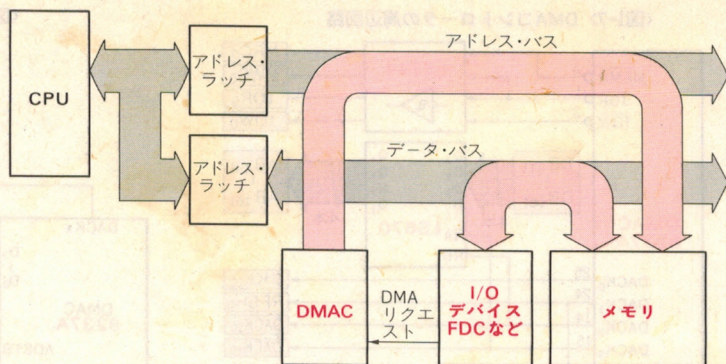 CPU
アドレス・
ラッチ
アドレス・バス
アドレス・
ラッチ
データ・バス
DMAC
DMA
リクエ
スト
I/O
デバイス
FDCなど
メモリ